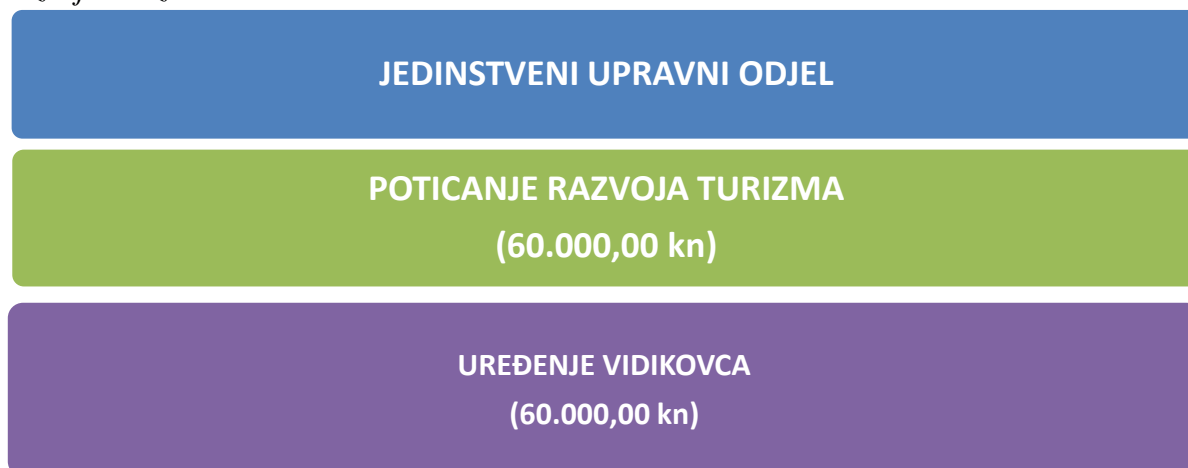 JEDINSTVENI UPRAVNI ODJEL
POTICANJE RAZVOJA TURIZMA
(60.000,00 kn)
UREĐENJE VIDIKOVCA
(60.000,00 kn)